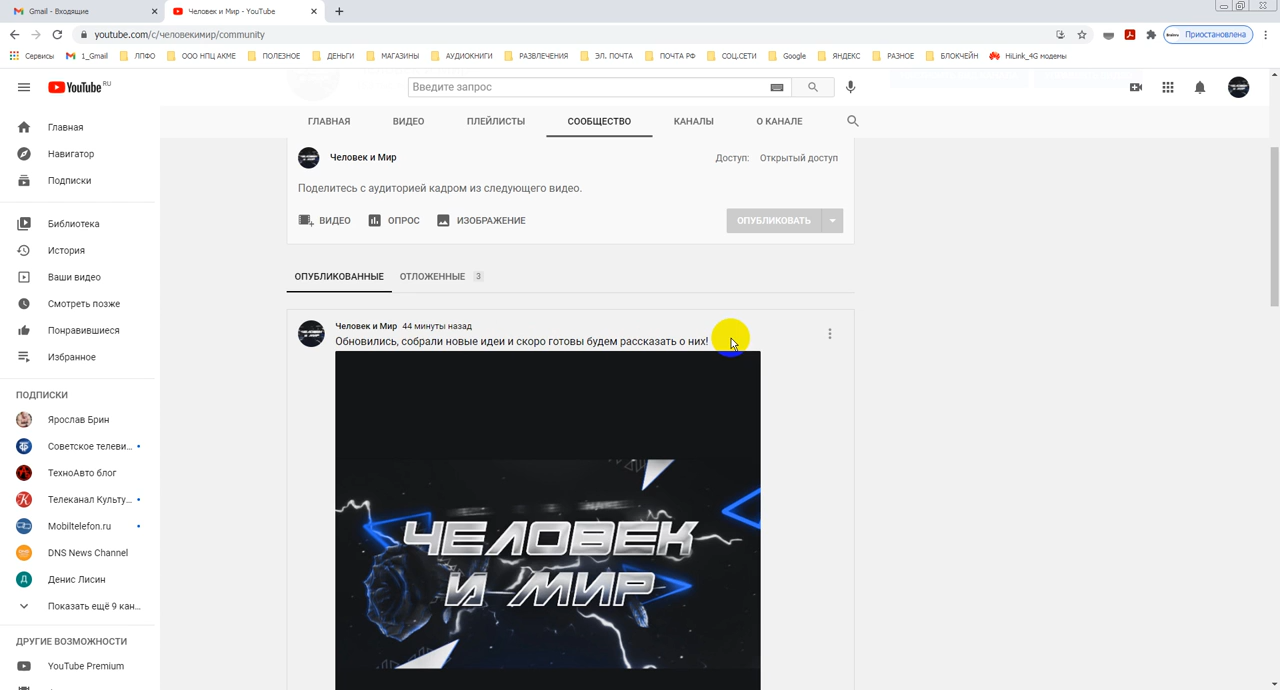 Gmail - Входящие
Человек и Мир - YouTube
youtube.com/c/человекимир/community
Приостановлена
Сервисы 1_Gmail ЛПФО ООО НПЦ АКМЕ ПОЛЕЗНОЕ ДЕНЬГИ МАГАЗИНЫ АУДИОКНИГИ РАЗВЛЕЧЕНИЯ ЭЛ. ПОЧТА ПОЧТА РФ СОЦ.СЕТИ Google ЯНДЕКС РАЗНОЕ БЛОКЧЕЙН HiLink_4G модемы
YouTube RU
Введите запрос
ГЛАВНАЯ ВИДЕО ПЛЕЙЛИСТЫ СООБЩЕСТВО КАНАЛЫ О КАНАЛЕ
Главная
Навигатор
Подписки
Библиотека
История
Ваши видео
Смотреть позже
Понравившиеся
Избранное
ПОДПИСКИ
Ярослав Брин
Советское телеви...
ТехноАвто блог
Телеканал Культу...
Mobiltelefon.ru
DNS News Channel
Д Денис Лисин
Показать ещё 9 кан...
ДРУГИЕ ВОЗМОЖНОСТИ
YouTube Premium
Человек и Мир
Доступ: Открытый доступ
Поделитесь с аудиторией кадром из следующего видео.
ВИДЕО ОПРОС ИЗОБРАЖЕНИЕ
ОПУБЛИКОВАТЬ
ОПУБЛИКОВАННЫЕ ОТЛОЖЕННЫЕ 3
Человек и Мир 44 минуты назад
Обновились, собрали новые идеи и скоро готовы будем рассказать о них!
ЧЕЛОВЕК
И МИР